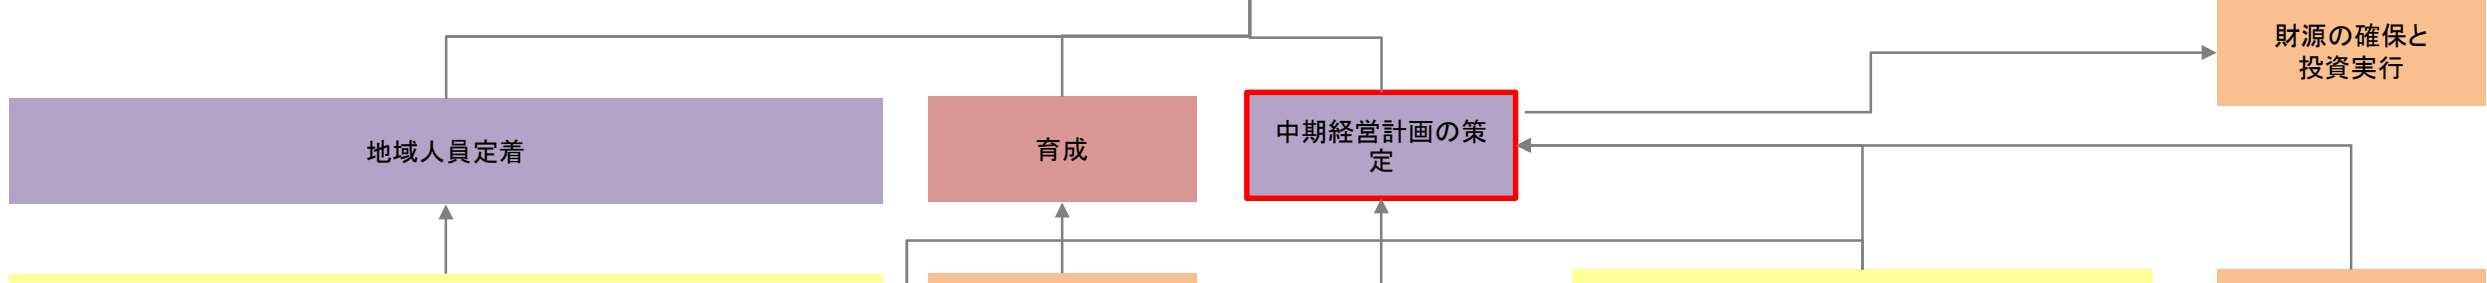 財源の確保と
投資実行
地域人員定着
育成
中期経営計画の策
定